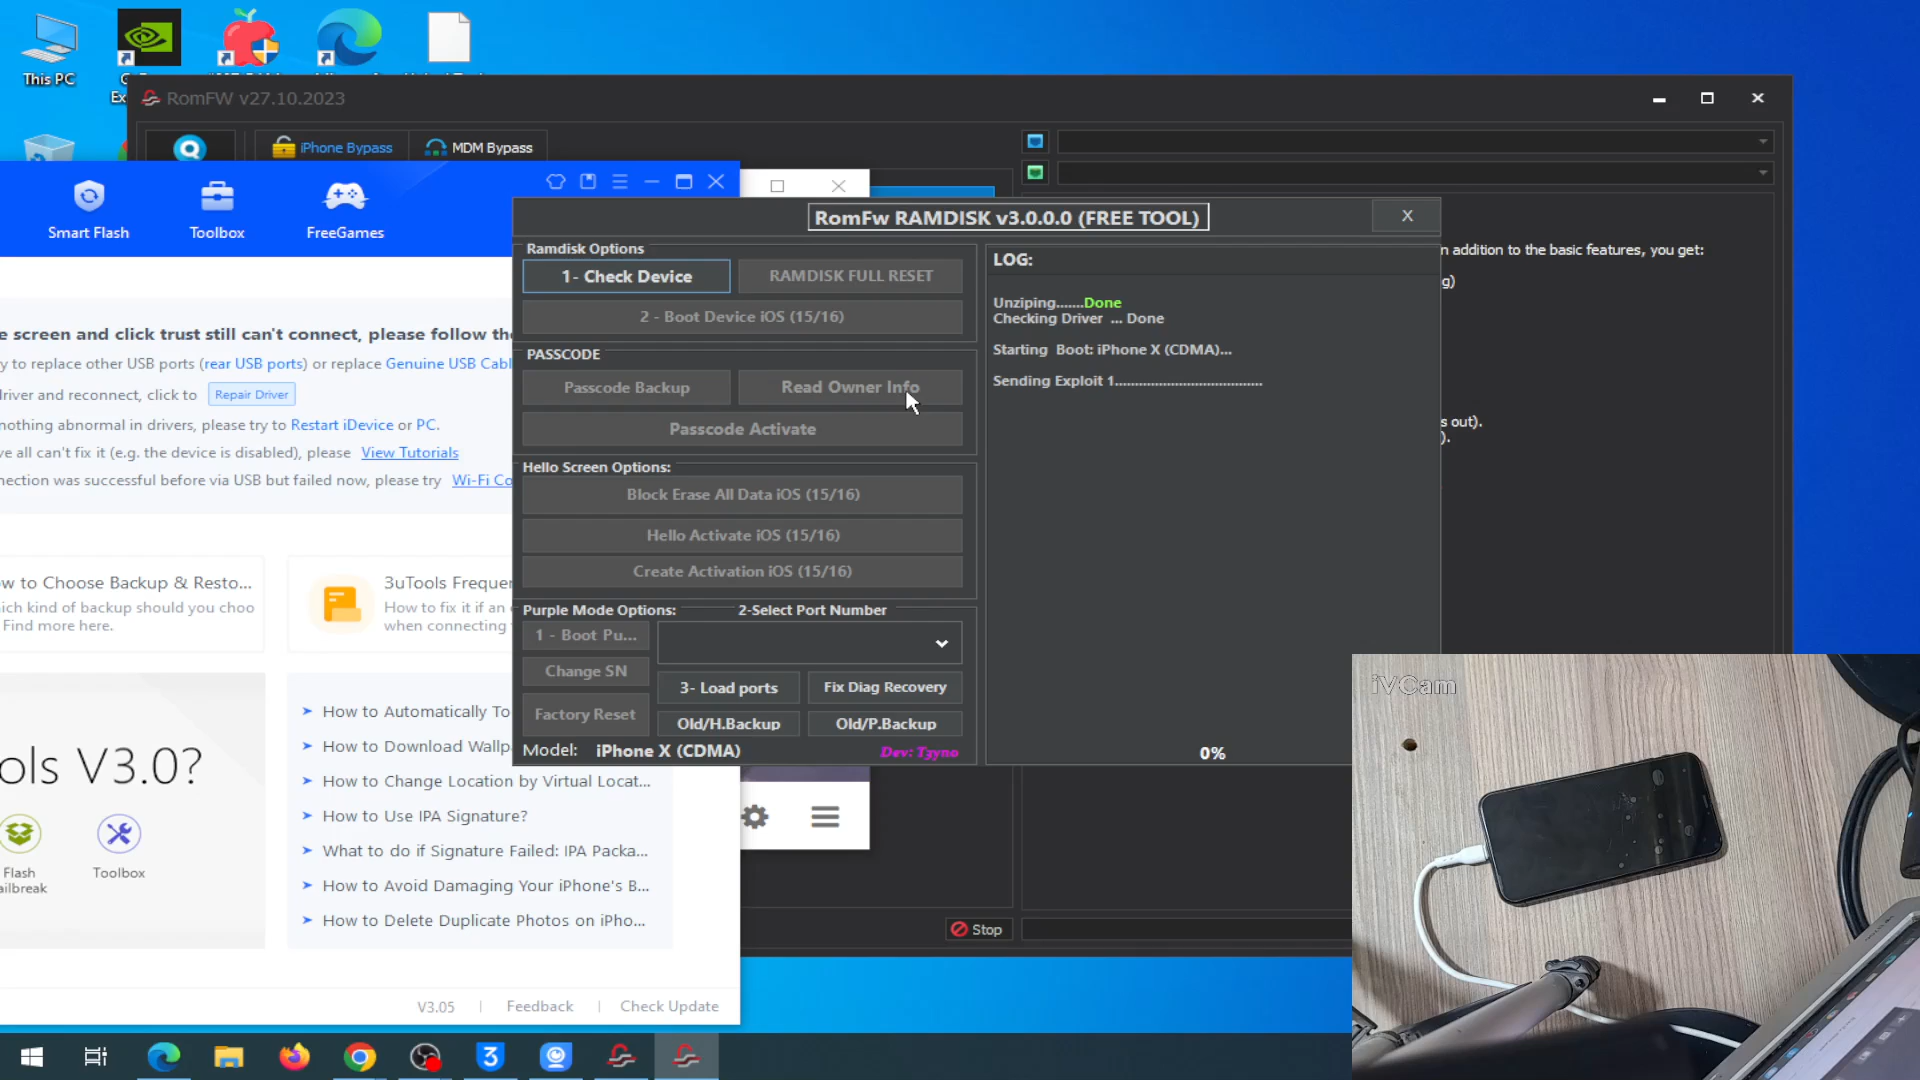 This PC
RomFW v27.10.2023
iPhone Bypass
MDM Bypass
Smart Flash
Toolbox
FreeGames
RomFw RAMDISK v3.0.0.0 (FREE TOOL)
X
Ramdisk Options
1- Check Device
RAMDISK FULL RESET
2 - Boot Device iOS (15/16)
PASSCODE
Passcode Backup
Read Owner Info
Passcode Activate
Hello Screen Options:
Block Erase All Data iOS (15/16)
Hello Activate iOS (15/16)
Create Activation iOS (15/16)
Purple Mode Options:
2-Select Port Number
1 - Boot Pu...
Change SN
3- Load ports
Fix Diag Recovery
Factory Reset
Old/H.Backup
Old/P.Backup
Model: iPhone X (CDMA)
Dev: T3yno
LOG:
Unziping.......Done
Checking Driver ... Done
Starting Boot: iPhone X (CDMA)...
Sending Exploit 1.....................................
0%
n addition to the basic features, you get:
g)
s out).
).
e screen and click trust still can't connect, please follow the
y to replace other USB ports (rear USB ports) or replace Genuine USB Cabl
river and reconnect, click to Repair Driver
nothing abnormal in drivers, please try to Restart iDevice or PC.
ve all can't fix it (e.g. the device is disabled), please View Tutorials
nection was successful before via USB but failed now, please try Wi-Fi Co
w to Choose Backup & Resto...
ich kind of backup should you choo
Find more here.
3uTools Frequen
How to fix it if an
when connecting
ols V3.0?
Flash
ailbreak
Toolbox
How to Automatically To
How to Download Wallp
How to Change Location by Virtual Locat...
How to Use IPA Signature?
What to do if Signature Failed: IPA Packa...
How to Avoid Damaging Your iPhone's B...
How to Delete Duplicate Photos on iPho...
V3.05
Feedback
Check Update
Stop
iVCam